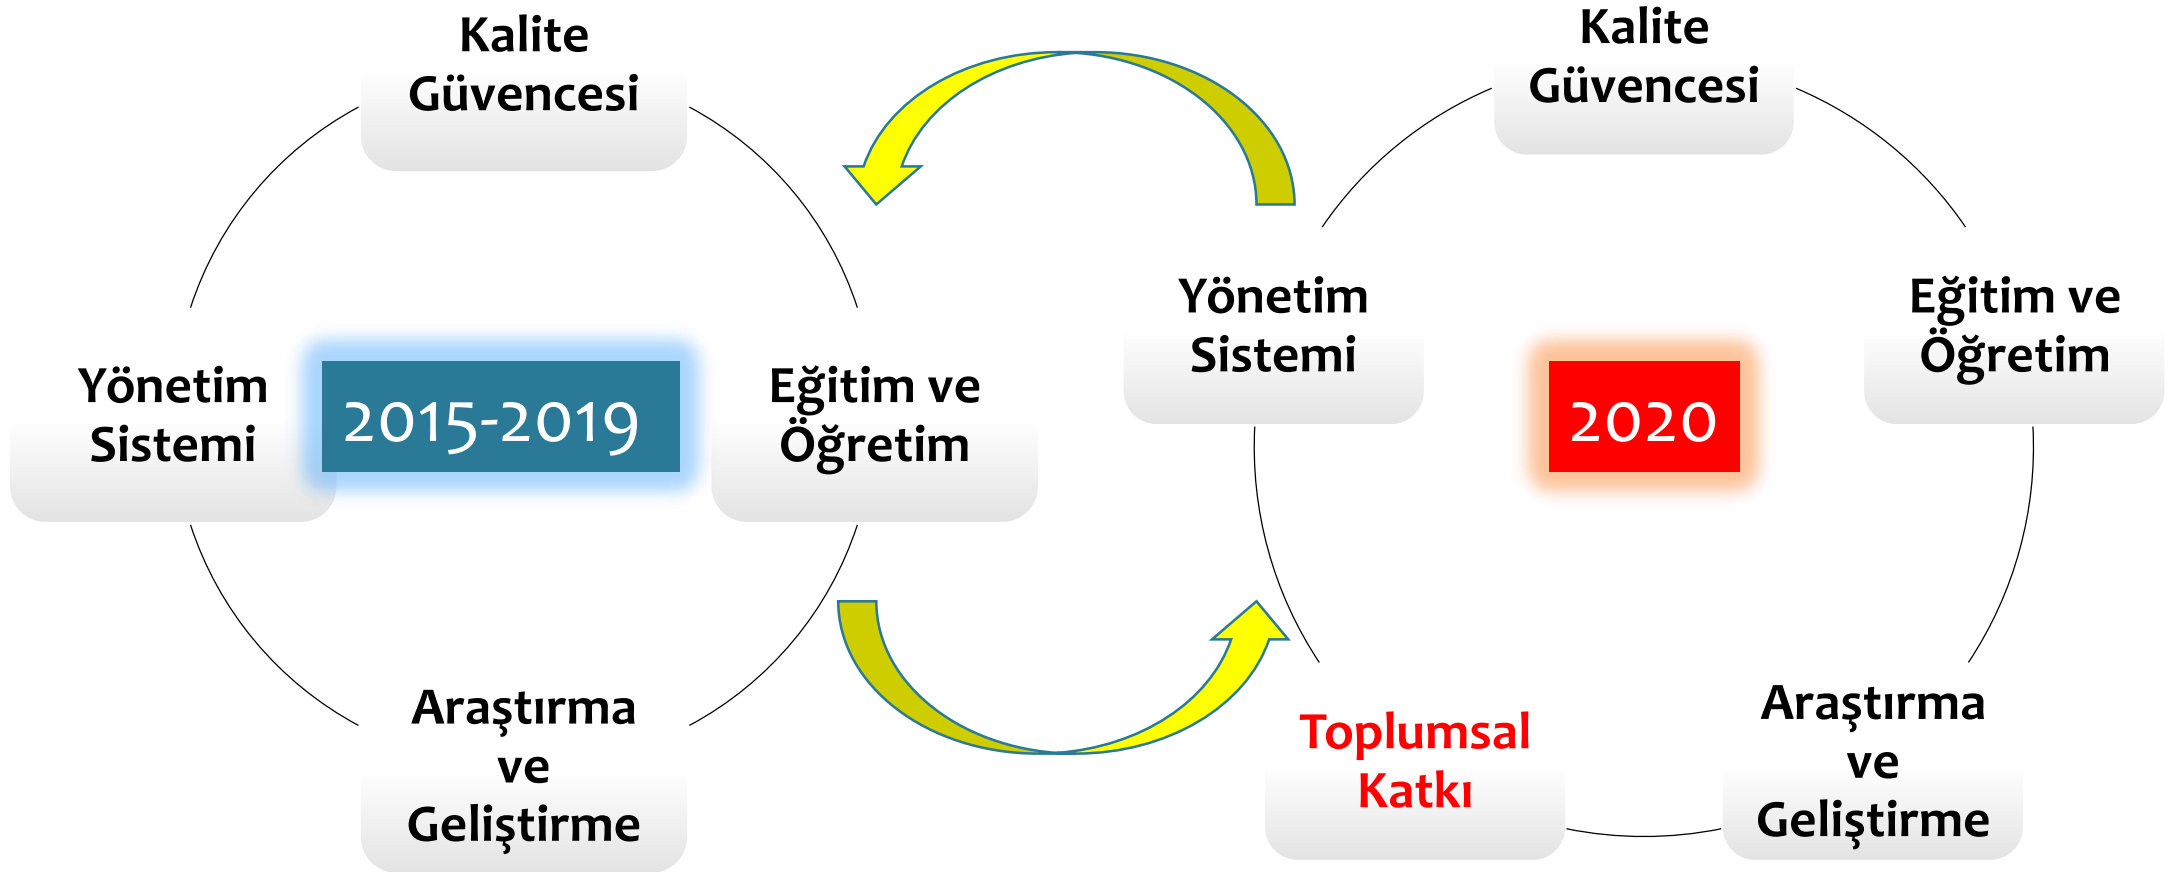 Kalite
Güvencesi
Yönetim
Sistemi
2015-2019
Eğitim ve
Öğretim
Araştırma
ve
Geliştirme
Kalite
Güvencesi
Yönetim
Sistemi
2020
Eğitim ve
Öğretim
Toplumsal
Katkı
Araştırma
ve
Geliştirme